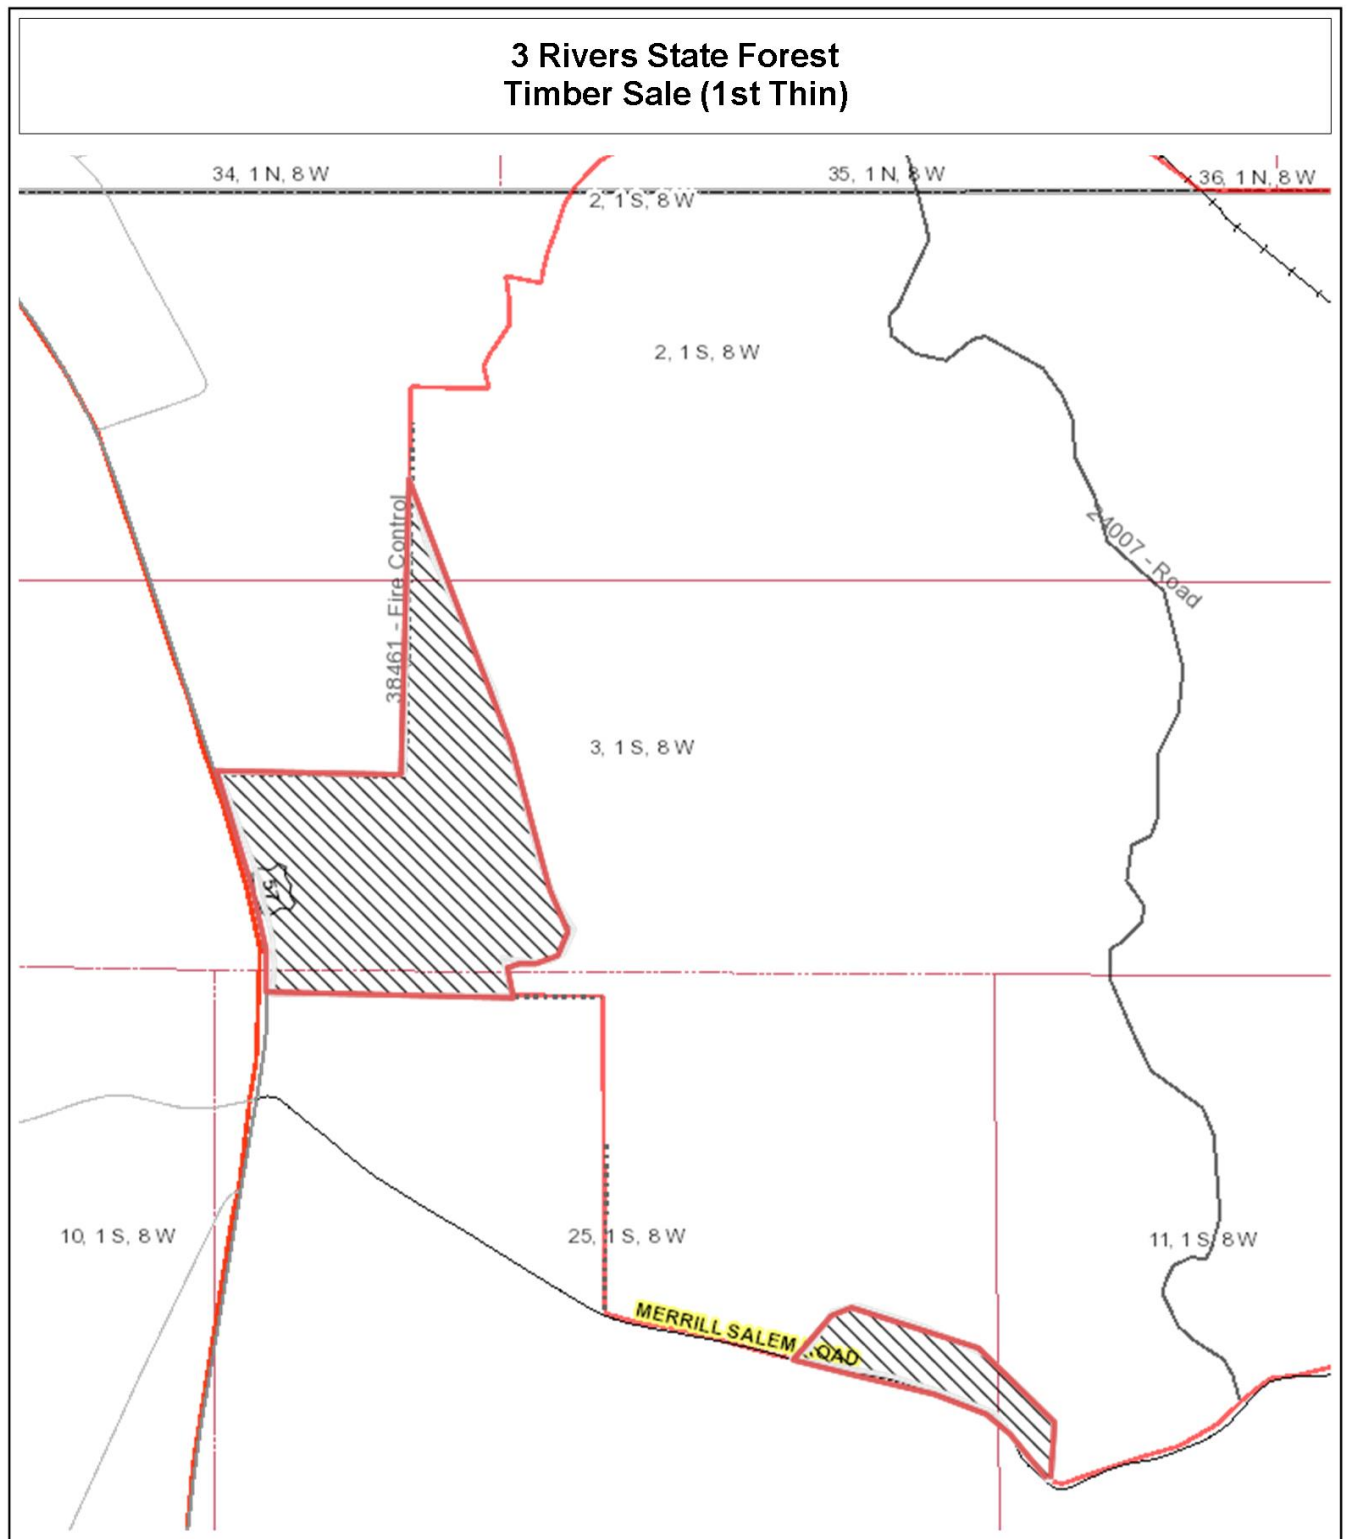 3 Rivers State Forest
Timber Sale (1st Thin)
34, 1 N, 8 W
35, 1 N, 8 W
36, 1 N, 8 W
2, 1 S, 8 W
2, 1 S, 8 W
38461 - Fire Control
24007 - Road
3, 1 S, 8 W
57
10, 1 S, 8 W
25, 1 S, 8 W
11, 1 S, 8 W
MERRILL SALEM ROAD